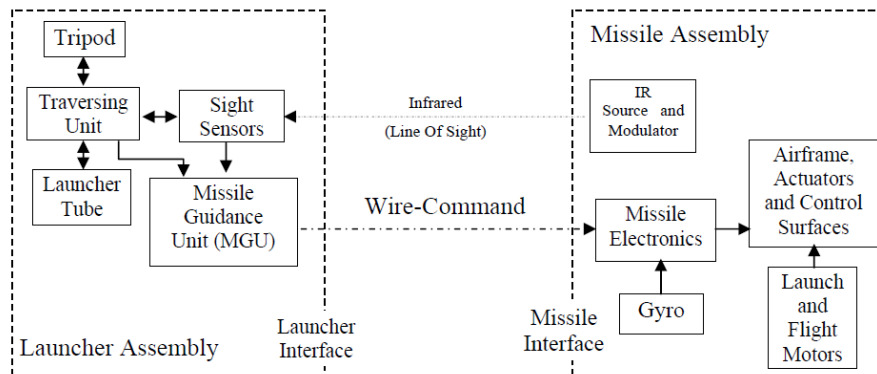 Tripod
Traversing
Unit
Launcher
Tube
Sight
Sensors
Missile
Guidance
Unit (MGU)
Launcher Assembly
Launcher
Interface
Infrared
(Line Of Sight)
Wire-Command
Missile Assembly
IR
Source and
Modulator
Missile
Electronics
Gyro
Airframe,
Actuators
and Control
Surfaces
Launch
and
Flight
Motors
Missile
Interface